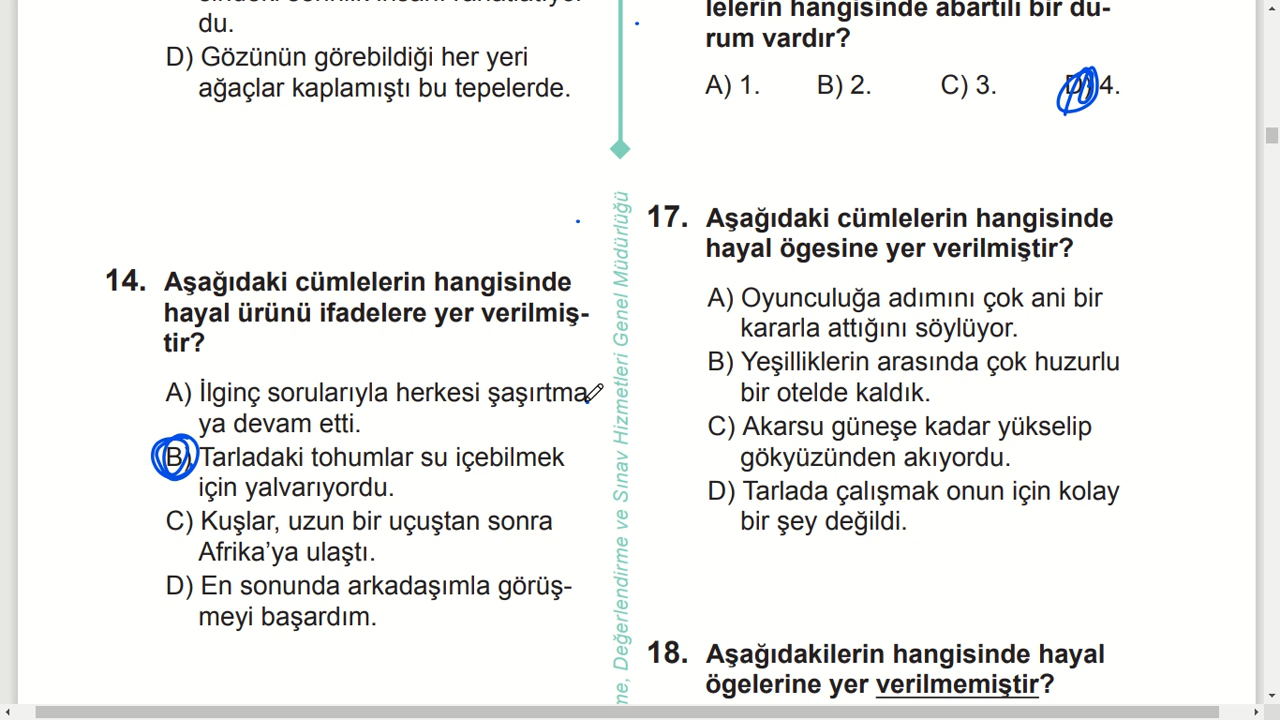 du.
D) Gözünün görebildiği her yeri
ağaçlar kaplamıştı bu tepelerde.
14. Aşağıdaki cümlelerin hangisinde
hayal ürünü ifadelere yer verilmiş-
tir?
A) İlginç sorularıyla herkesi şaşırtma
ya devam etti.
B) Tarladaki tohumlar su içebilmek
için yalvarıyordu.
C) Kuşlar, uzun bir uçuştan sonra
Afrika’ya ulaştı.
D) En sonunda arkadaşımla görüş-
meyi başardım.
me, Değerlendirme ve Sınav Hizmetleri Genel Müdürlüğü
lelerin hangisinde abartılı bir du-
rum vardır?
A) 1. B) 2. C) 3. D) 4.
17. Aşağıdaki cümlelerin hangisinde
hayal ögesine yer verilmiştir?
A) Oyunculuğa adımını çok ani bir
kararla attığını söylüyor.
B) Yeşilliklerin arasında çok huzurlu
bir otelde kaldık.
C) Akarsu güneşe kadar yükselip
gökyüzünden akıyordu.
D) Tarlada çalışmak onun için kolay
bir şey değildi.
18. Aşağıdakilerin hangisinde hayal
ögelerine yer verilmemiştir?